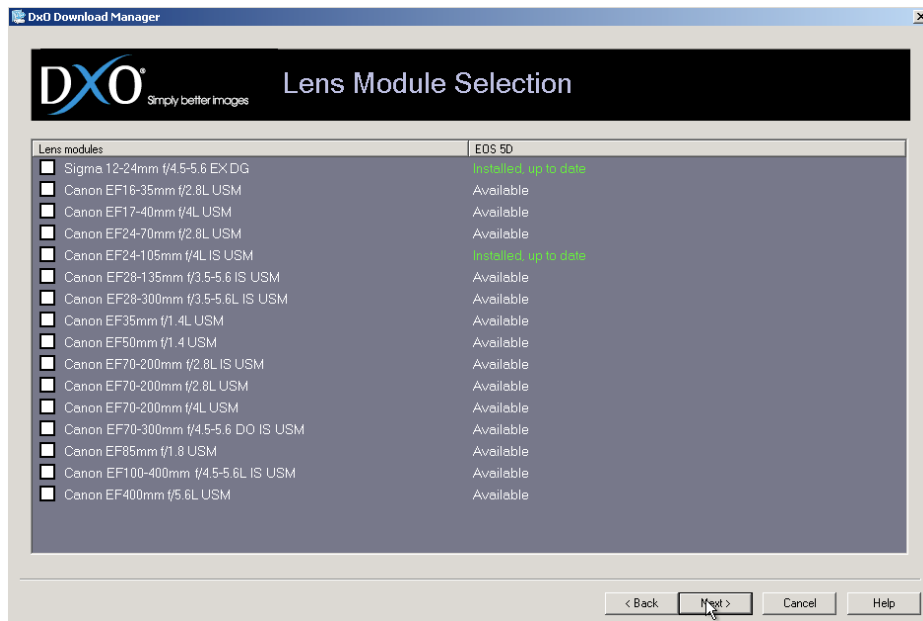 DxO Download Manager
DXO® Simply better images
Lens Module Selection
Lens modules EOS 5D
Sigma 12-24mm f/4.5-5.6 EX DG Installed, up to date
Canon EF16-35mm f/2.8L USM Available
Canon EF17-40mm f/4L USM Available
Canon EF24-70mm f/2.8L USM Available
Canon EF24-105mm f/4L IS USM Installed, up to date
Canon EF28-135mm f/3.5-5.6 IS USM Available
Canon EF28-300mm f/3.5-5.6L IS USM Available
Canon EF35mm f/1.4L USM Available
Canon EF50mm f/1.4 USM Available
Canon EF70-200mm f/2.8L IS USM Available
Canon EF70-200mm f/2.8L USM Available
Canon EF70-200mm f/4L USM Available
Canon EF70-300mm f/4.5-5.6 DO IS USM Available
Canon EF85mm f/1.8 USM Available
Canon EF100-400mm f/4.5-5.6L IS USM Available
Canon EF400mm f/5.6L USM Available
< Back Next > Cancel Help